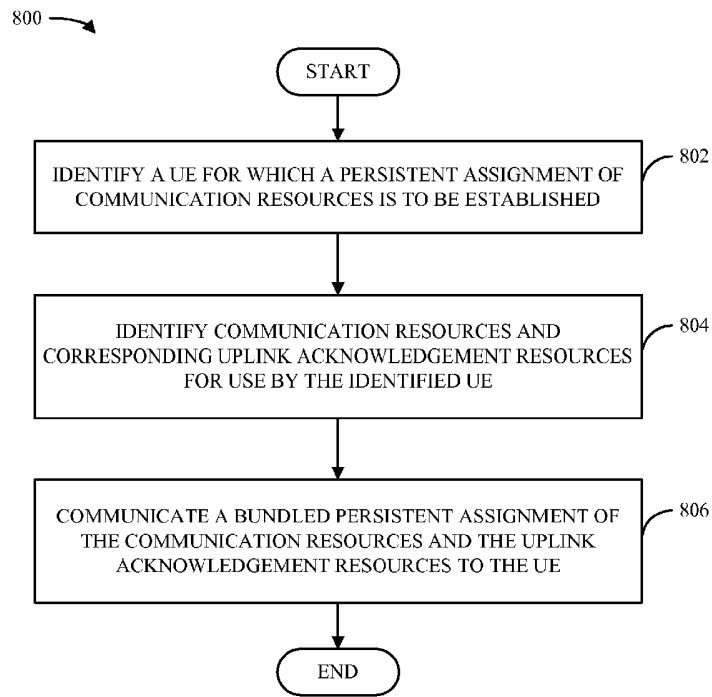 800
START
802
IDENTIFY A UE FOR WHICH A PERSISTENT ASSIGNMENT OF
COMMUNICATION RESOURCES IS TO BE ESTABLISHED
804
IDENTIFY COMMUNICATION RESOURCES AND
CORRESPONDING UPLINK ACKNOWLEDGEMENT RESOURCES
FOR USE BY THE IDENTIFIED UE
806
COMMUNICATE A BUNDLED PERSISTENT ASSIGNMENT OF
THE COMMUNICATION RESOURCES AND THE UPLINK
ACKNOWLEDGEMENT RESOURCES TO THE UE
END